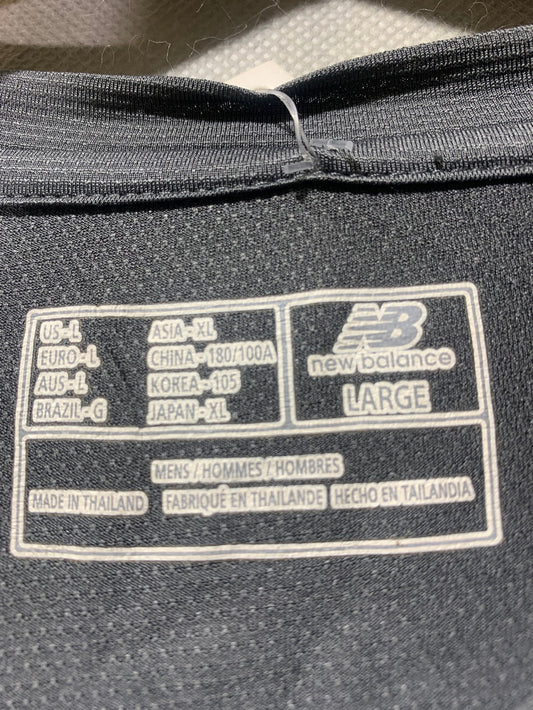 US-L ASIA-XL
EURO-L CHINA-180/100A
AUS-L KOREA-105
BRAZIL-G JAPAN-XL
NB
new balance
LARGE
MENS / HOMMES / HOMBRES
MADE IN THAILAND FABRIQUÉ EN THAILANDE HECHO EN TAILANDIA